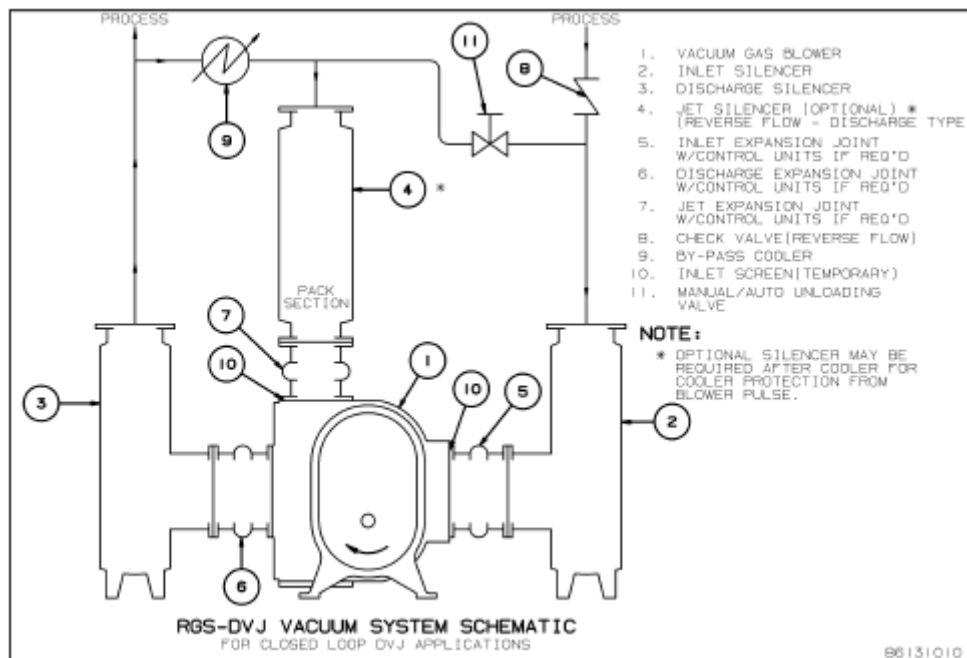 PROCESS
PROCESS
11
8
9
4 *
PACK
SECTION
7
10
1
10
5
3
2
6
1. VACUUM GAS BLOWER
2. INLET SILENCER
3. DISCHARGE SILENCER
4. JET SILENCER (OPTIONAL) *
(REVERSE FLOW - DISCHARGE TYPE
5. INLET EXPANSION JOINT
W/CONTROL UNITS IF REQ'D
6. DISCHARGE EXPANSION JOINT
W/CONTROL UNITS IF REQ'D
7. JET EXPANSION JOINT
W/CONTROL UNITS IF REQ'D
8. CHECK VALVE(REVERSE FLOW)
9. BY-PASS COOLER
10. INLET SCREEN(TEMPORARY)
11. MANUAL/AUTO UNLOADING
VALVE
NOTE:
* OPTIONAL SILENCER MAY BE
REQUIRED AFTER COOLER FOR
COOLER PROTECTION FROM
BLOWER PULSE.
RGS-DVJ VACUUM SYSTEM SCHEMATIC
FOR CLOSED LOOP DVJ APPLICATIONS
86131010